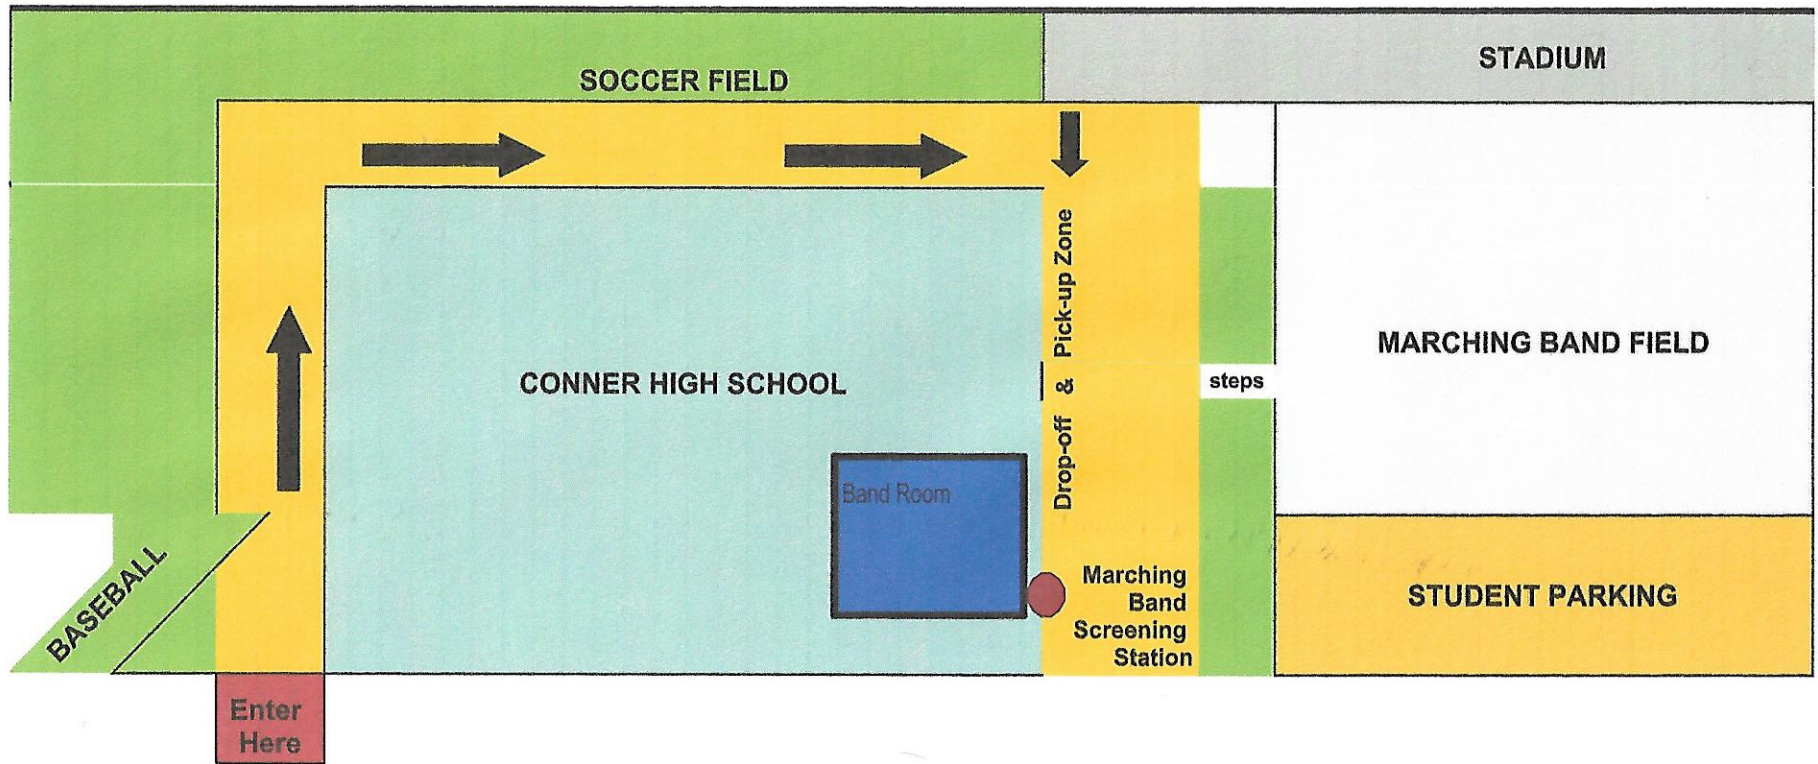 STADIUM
SOCCER FIELD
Drop-off & Pick-up Zone
MARCHING BAND FIELD
CONNER HIGH SCHOOL
steps
Band Room
Marching
Band
Screening
Station
STUDENT PARKING
BASEBALL
Enter
Here